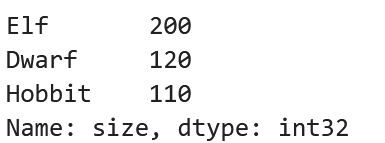 Elf       200
Dwarf     120
Hobbit    110
Name: size, dtype: int32